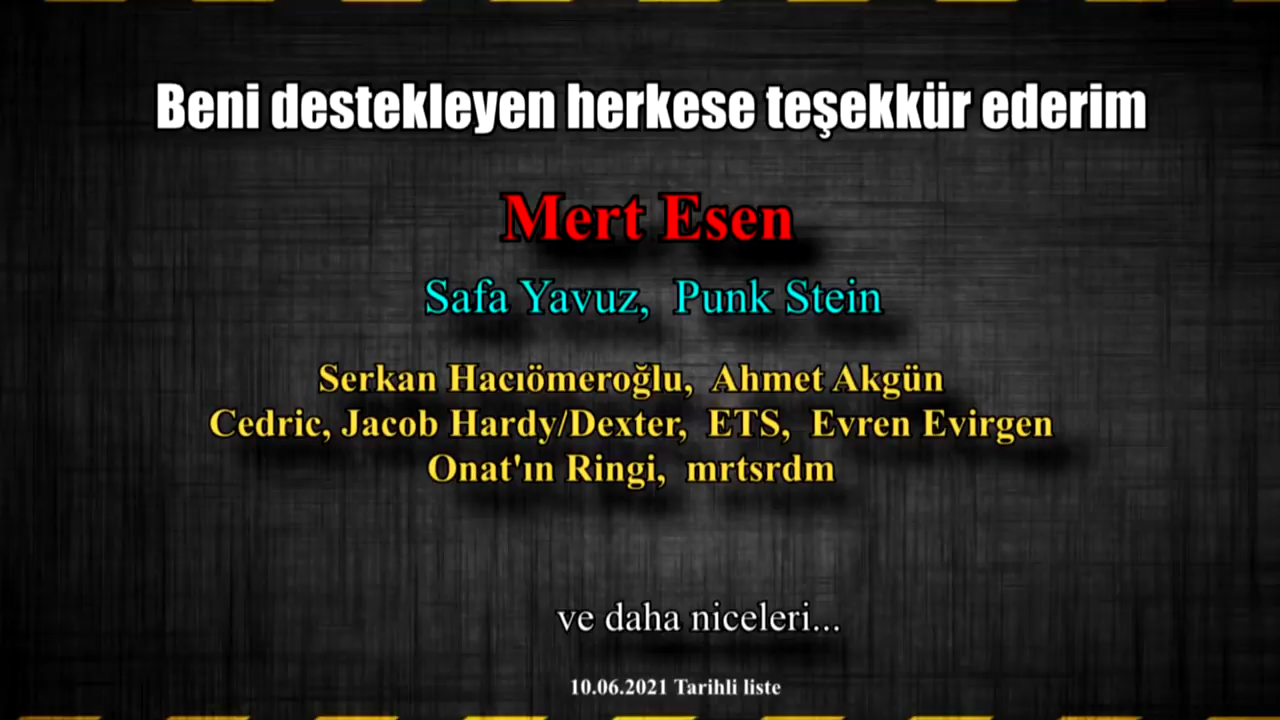 Beni destekleyen herkese teşekkür ederim
Mert Esen
Safa Yavuz, Punk Stein
Serkan Hacıömeroğlu, Ahmet Akgün
Cedric, Jacob Hardy/Dexter, ETS, Evren Evirgen
Onat'ın Ringi, mrtsrdm
ve daha niceleri...
10.06.2021 Tarihli liste